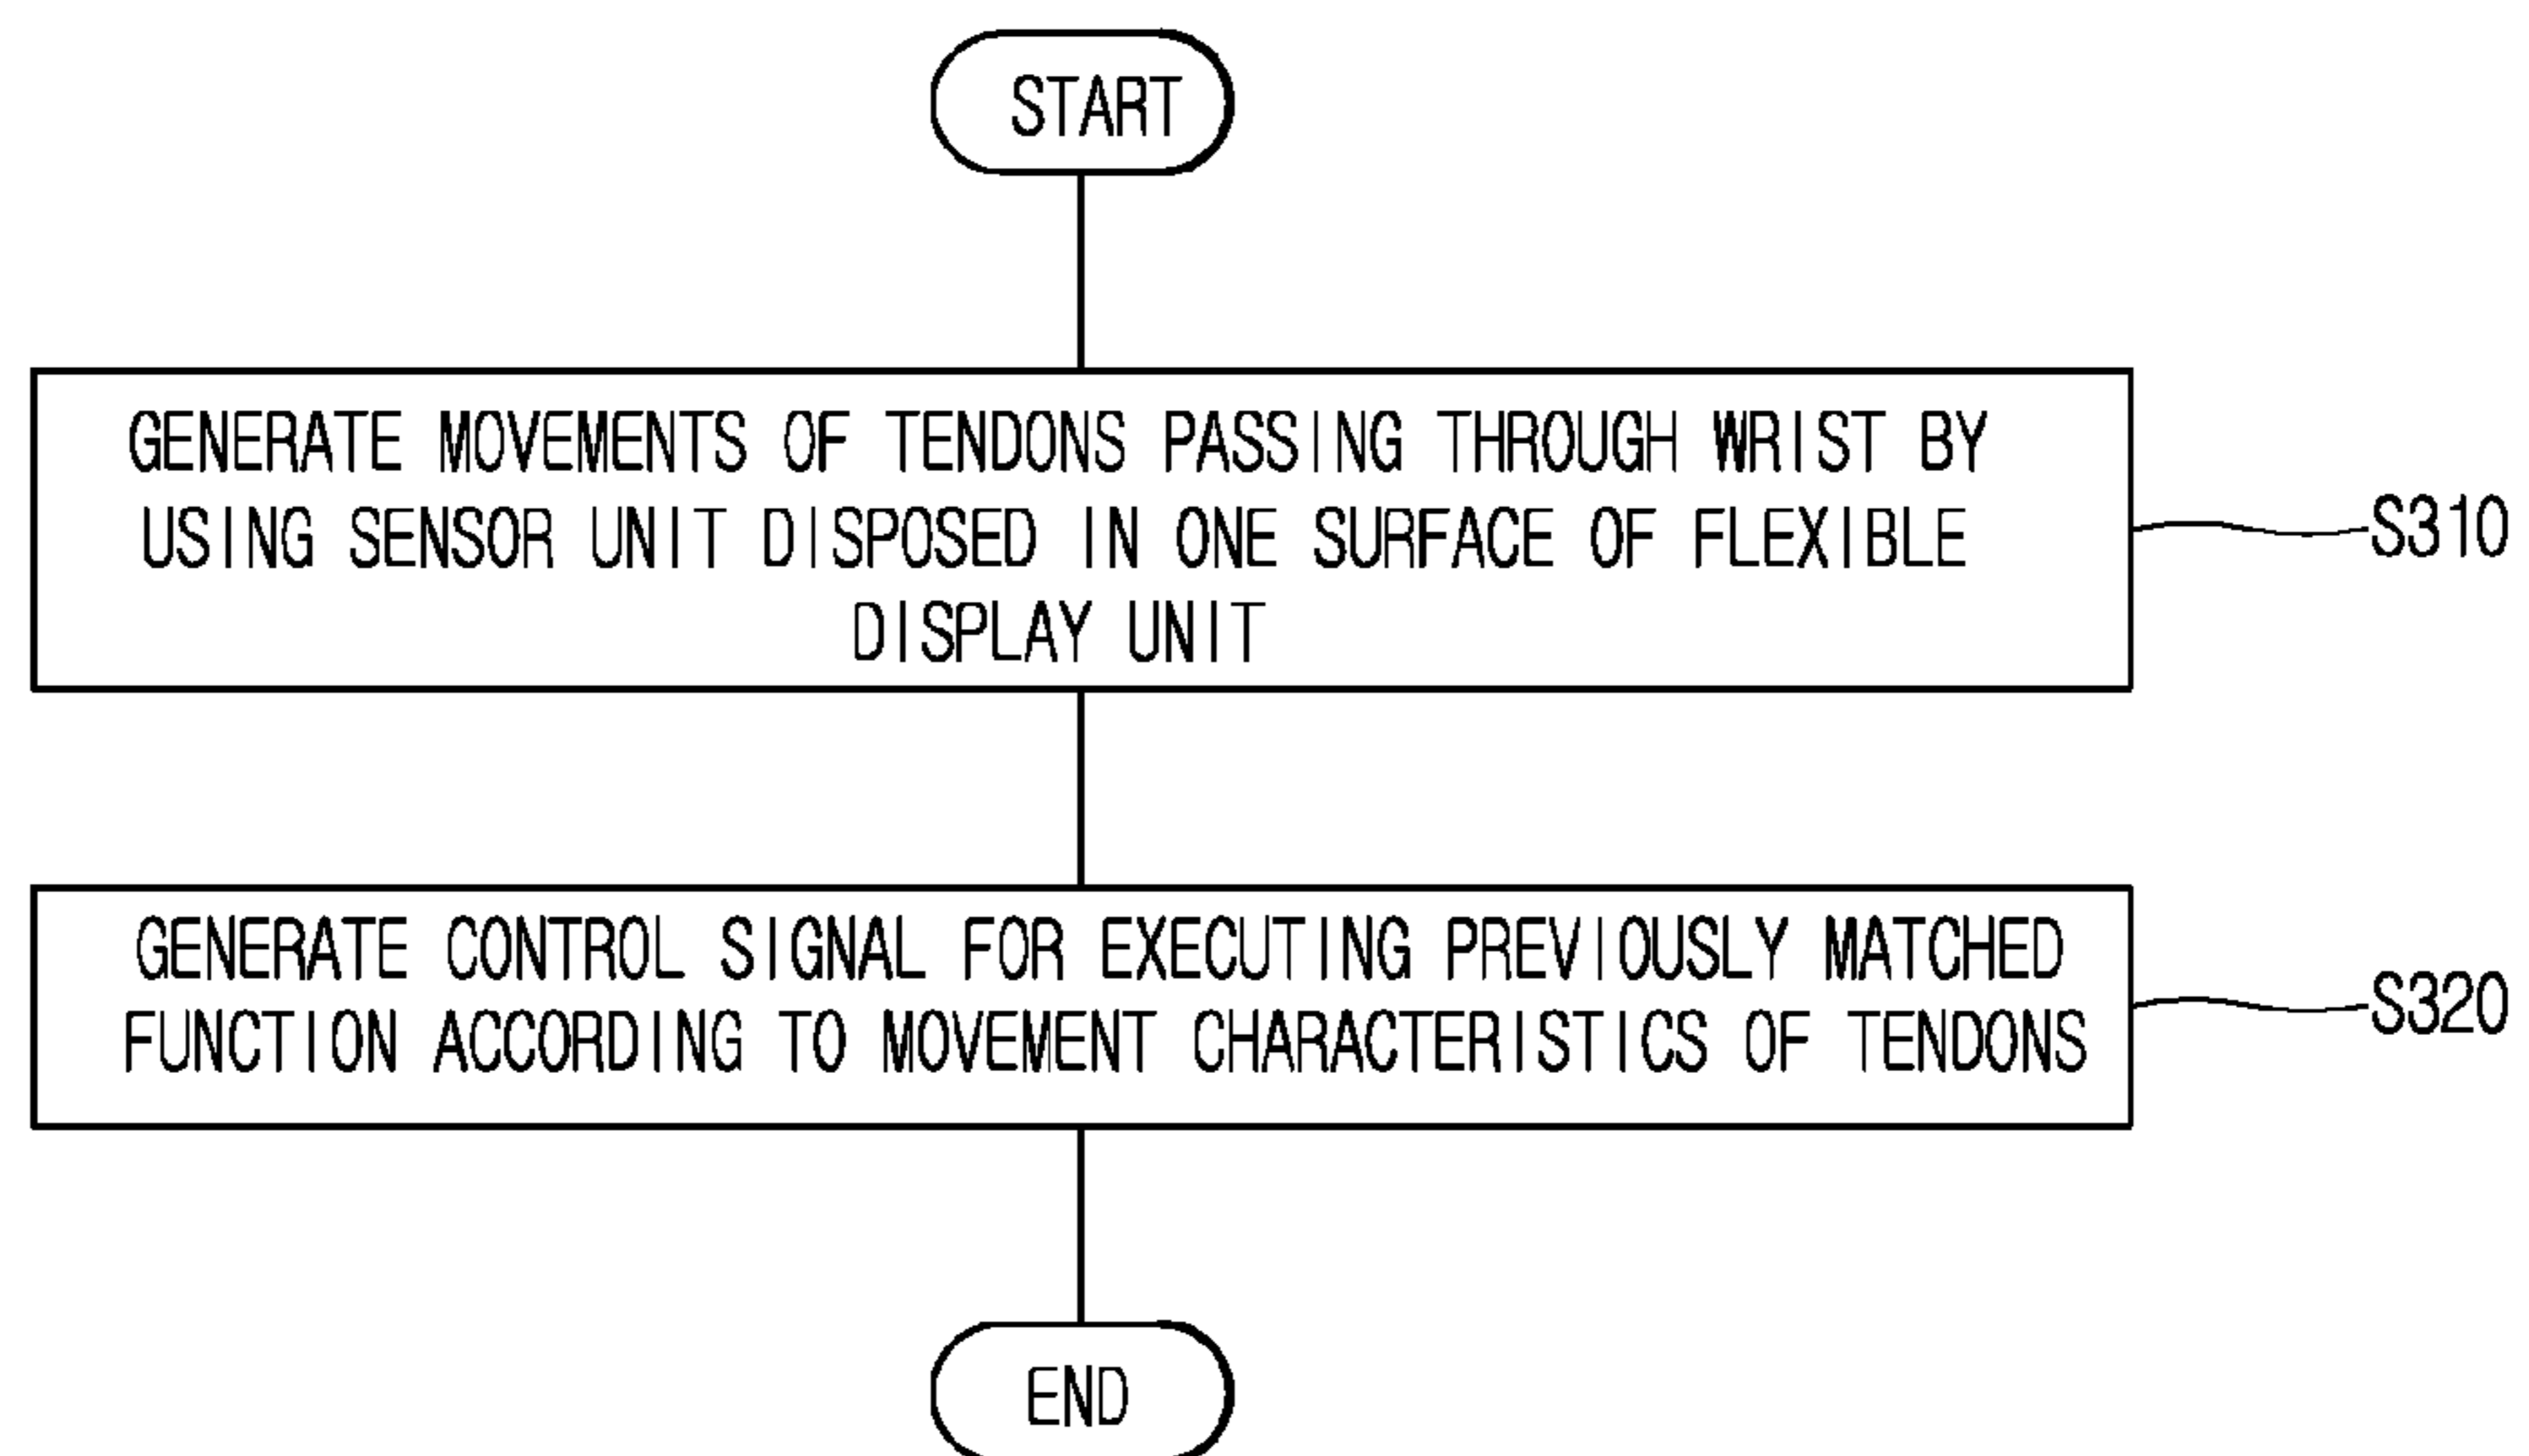 START
GENERATE MOVEMENTS OF TENDONS PASSING THROUGH WRIST BY
USING SENSOR UNIT DISPOSED IN ONE SURFACE OF FLEXIBLE
DISPLAY UNIT
S310
GENERATE CONTROL SIGNAL FOR EXECUTING PREVIOUSLY MATCHED
FUNCTION ACCORDING TO MOVEMENT CHARACTERISTICS OF TENDONS
S320
END